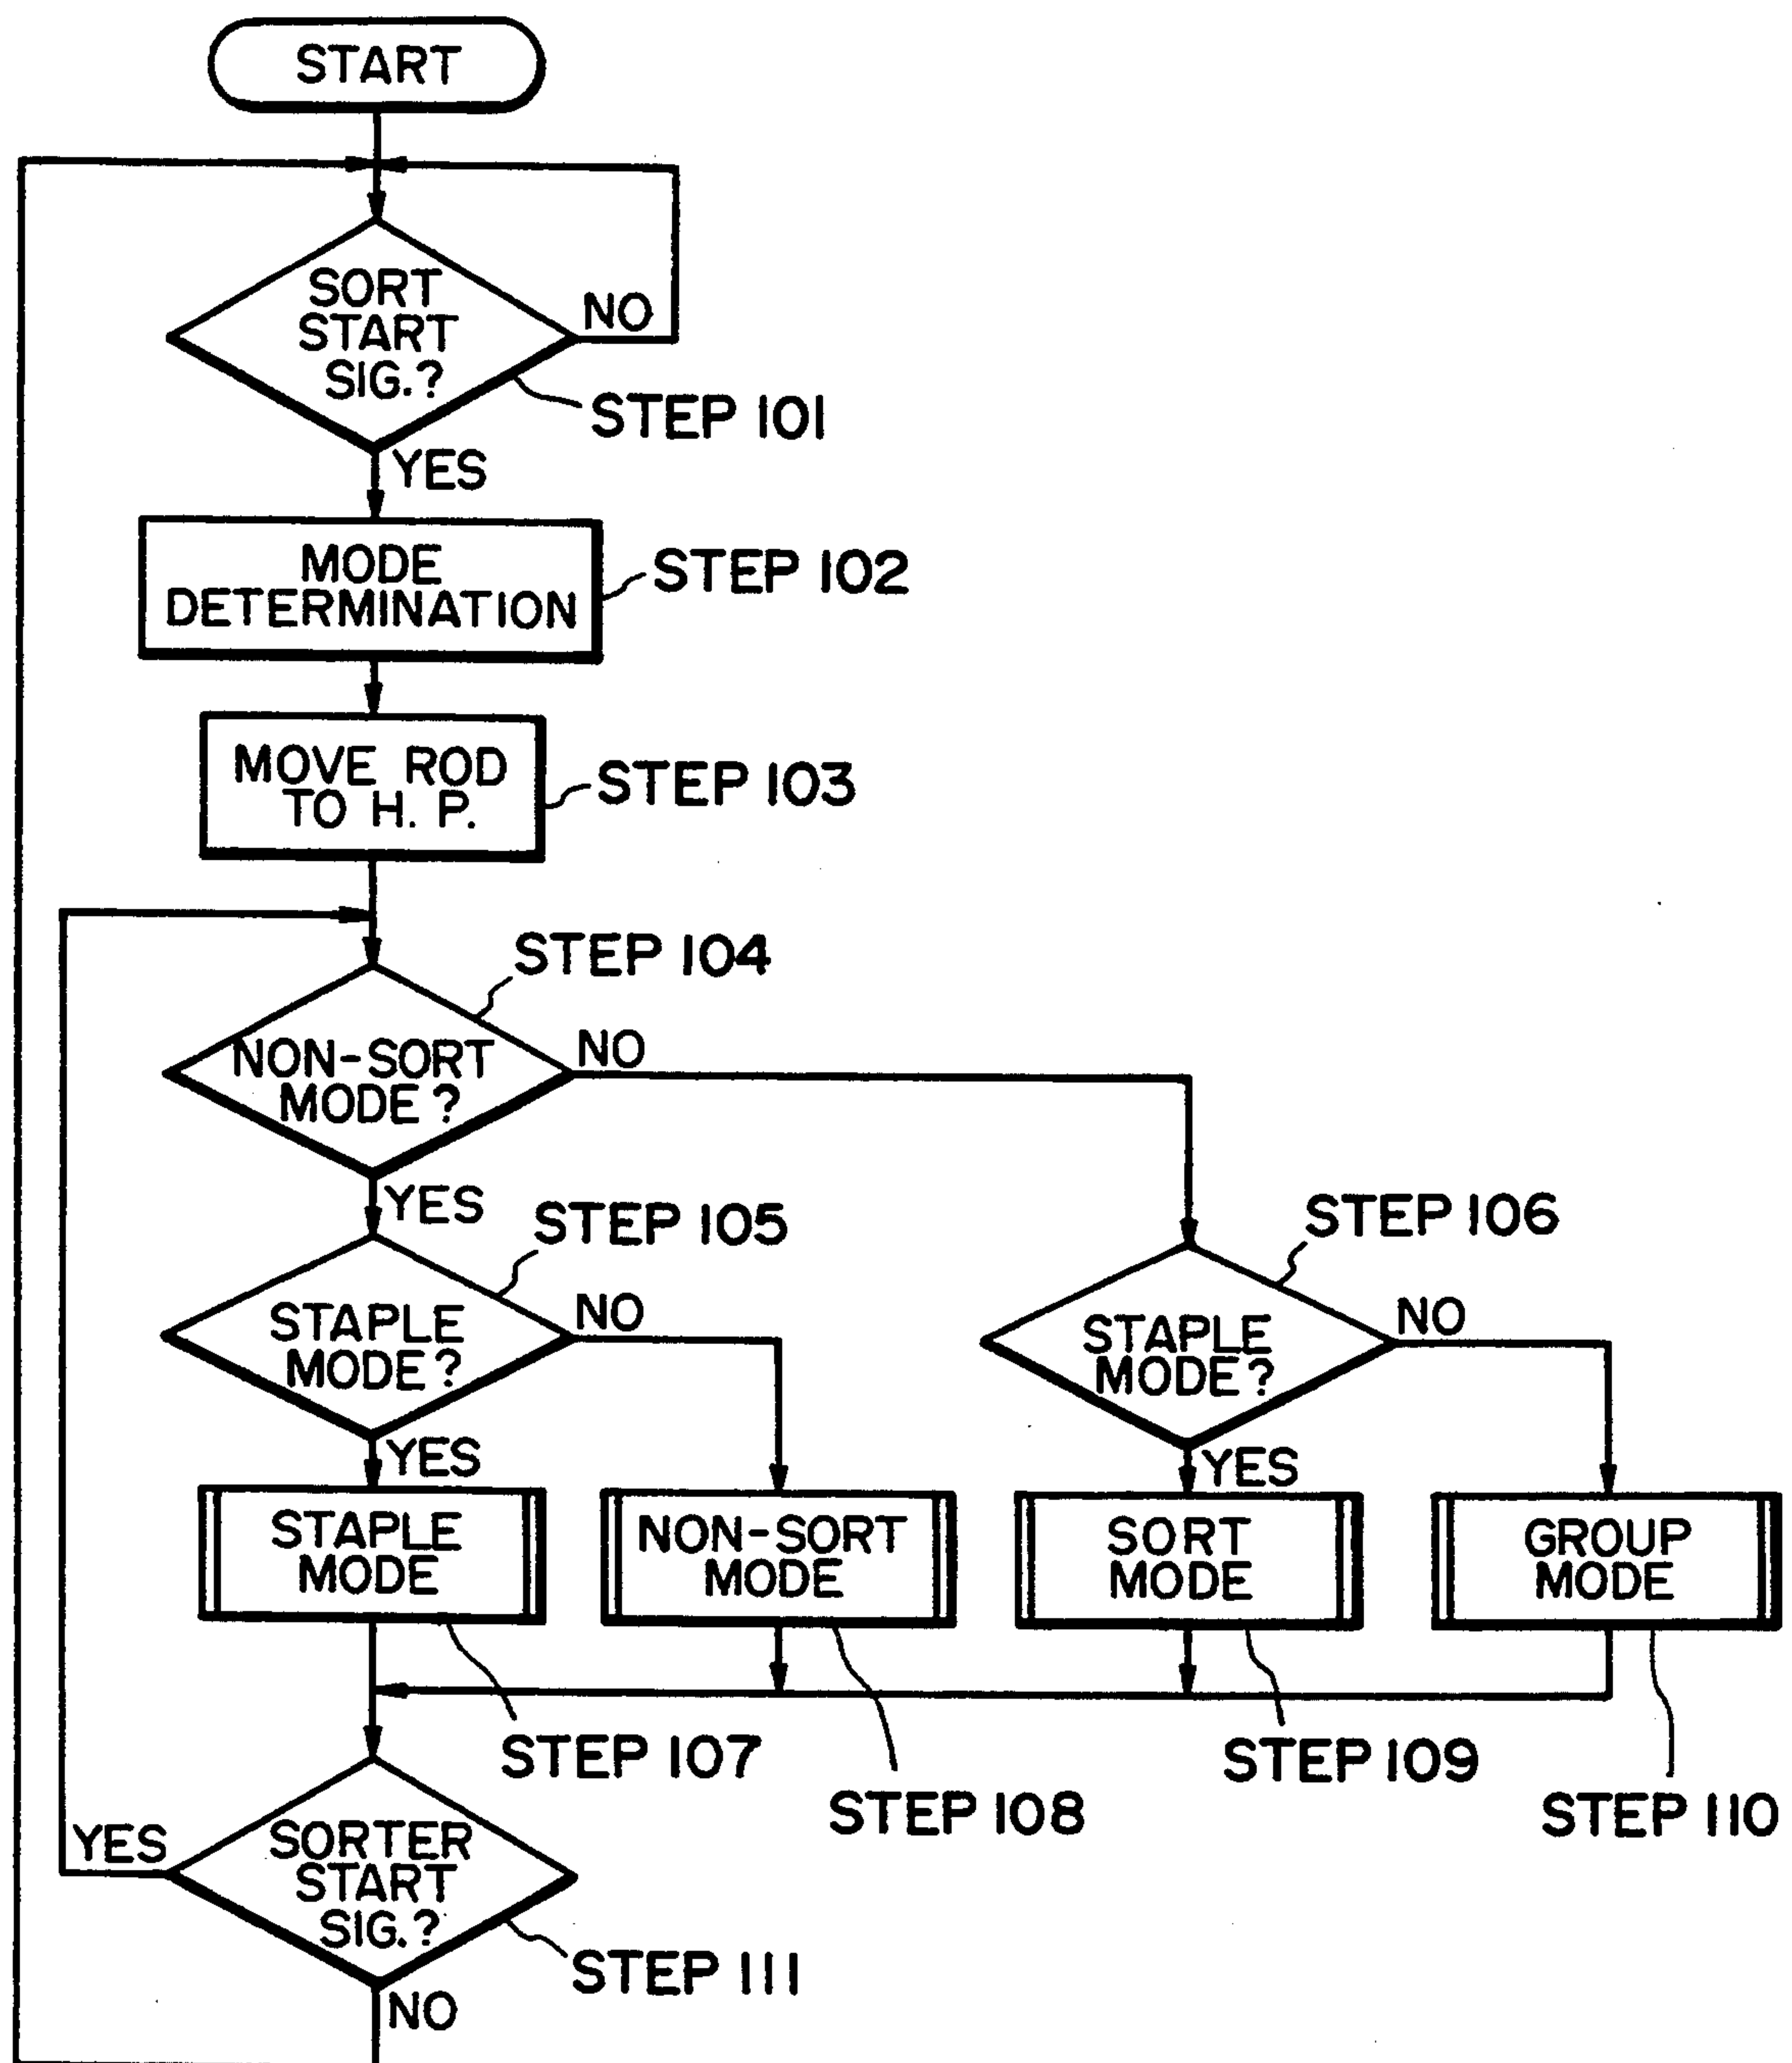 START
SORT
START
SIG.?
NO
STEP 101
YES
MODE
DETERMINATION
STEP 102
MOVE ROD
TO H. P.
STEP 103
STEP 104
NON-SORT
MODE?
NO
YES
STEP 105
STEP 106
STAPLE
MODE?
NO
STAPLE
MODE?
NO
YES
YES
STAPLE
MODE
NON-SORT
MODE
SORT
MODE
GROUP
MODE
STEP 107
STEP 108
STEP 109
STEP 110
YES
SORTER
START
SIG.?
STEP 111
NO